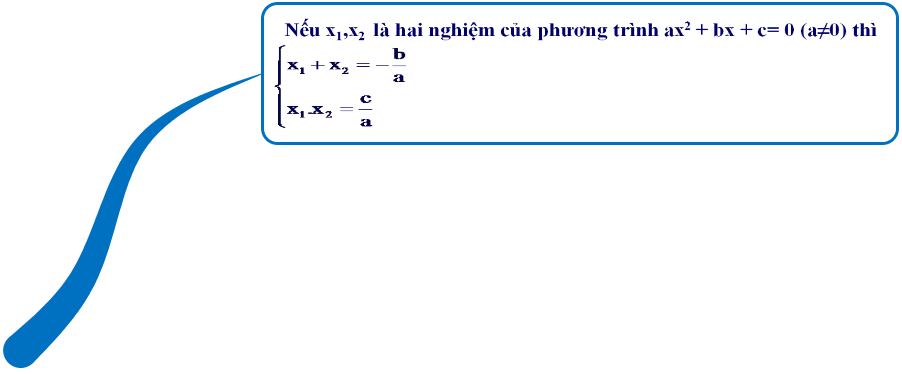 Nếu x₁,x₂ là hai nghiệm của phương trình ax² + bx + c= 0 (a≠0) thì
x₁ + x₂ = −b/a
x₁.x₂ = c/a